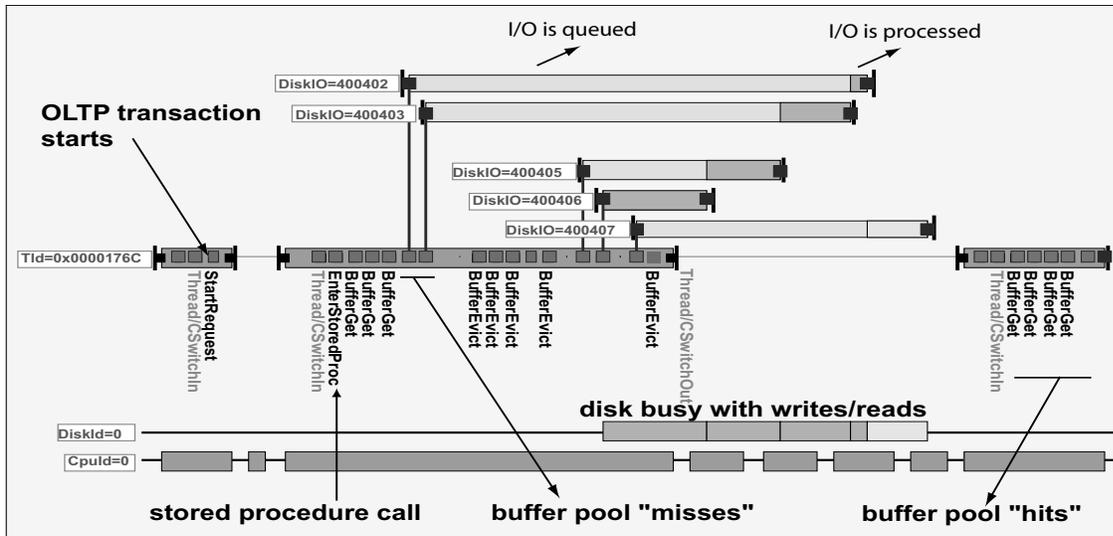 I/O is queued
I/O is processed
DiskIO=400402
OLTP transaction
starts
DiskIO=400403
DiskIO=400405
DiskIO=400406
DiskIO=400407
TId=0x0000176C
Thread/CSwitchIn
StartRequest
Thread/CSwitchIn
EnterStoredProc
BufferGet
BufferGet
BufferGet
BufferEvict
BufferEvict
BufferEvict
BufferEvict
BufferEvict
Thread/CSwitchOut
Thread/CSwitchIn
BufferGet
BufferGet
BufferGet
BufferGet
disk busy with writes/reads
DiskId=0
CpuId=0
stored procedure call
buffer pool "misses"
buffer pool "hits"